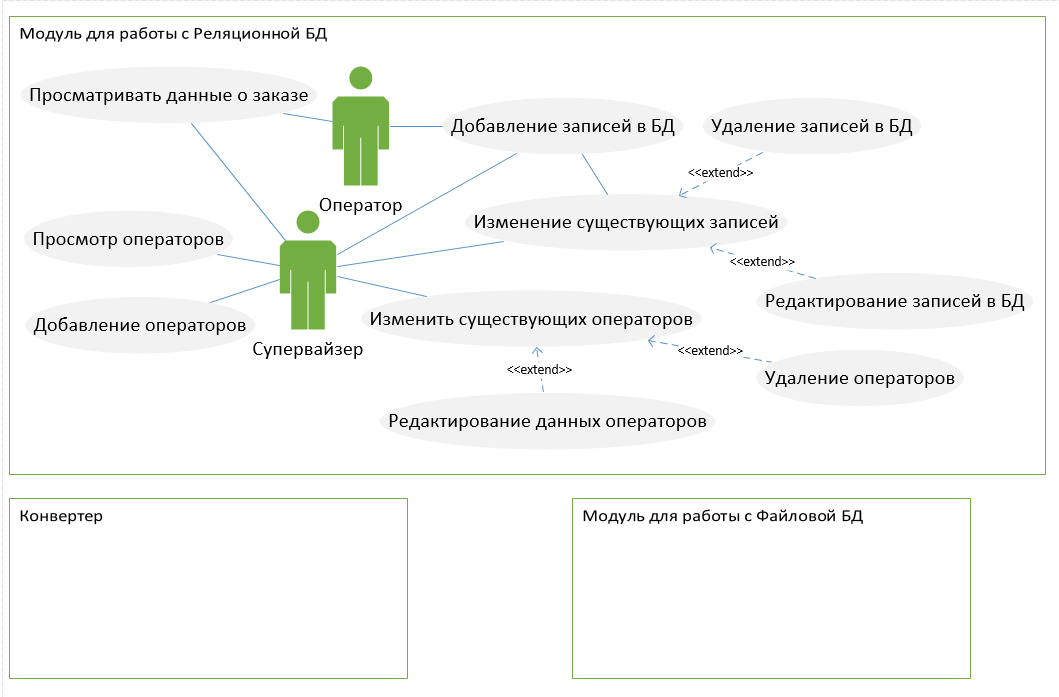 Модуль для работы с Реляционной БД
Просматривать данные о заказе
Оператор
Добавление записей в БД
Удаление записей в БД
<<extend>>
Изменение существующих записей
Просмотр операторов
<<extend>>
Редактирование записей в БД
Добавление операторов
Супервайзер
Изменить существующих операторов
<<extend>>
Удаление операторов
<<extend>>
Редактирование данных операторов
Конвертер
Модуль для работы с Файловой БД